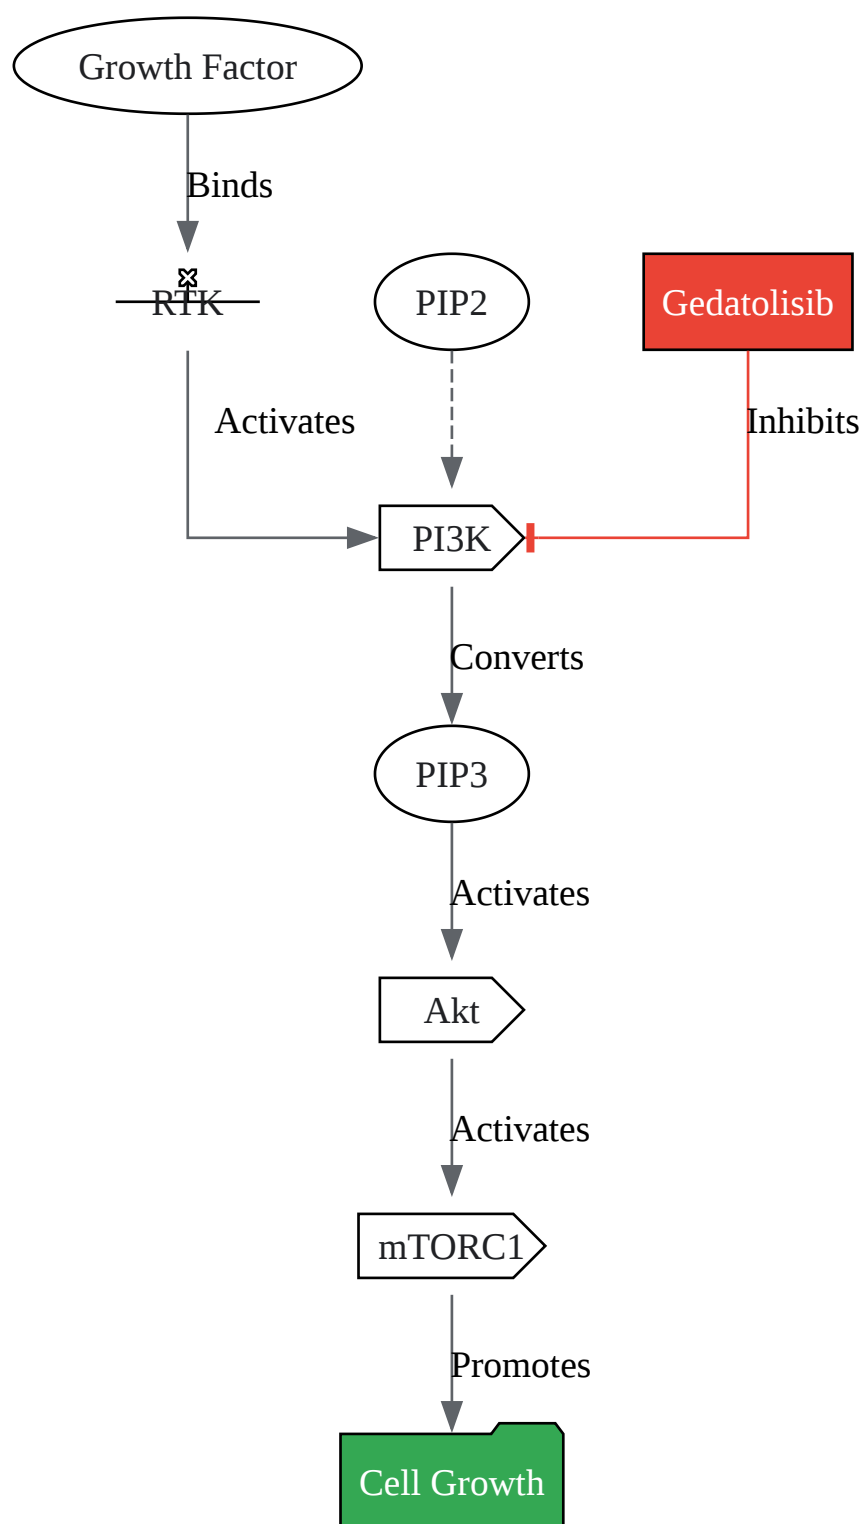 Growth Factor
Binds
RTK
PIP2
Gedatolisib
Activates
Inhibits
PI3K
Converts
PIP3
Activates
Akt
Activates
mTORC1
Promotes
Cell Growth